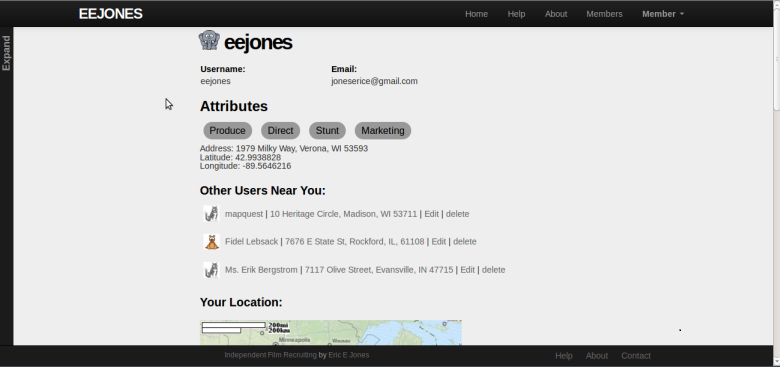 EEJONES Home Help About Members Member
Expand
eejones
Username: Email:
eejones joneserice@gmail.com
Attributes
Produce Direct Stunt Marketing
Address: 1979 Milky Way, Verona, WI 53593
Latitude: 42.9938828
Longitude: -89.5646216
Other Users Near You:
mapquest | 10 Heritage Circle, Madison, WI 53711 | Edit | delete
Fidel Lebsack | 7676 E State St, Rockford, IL, 61108 | Edit | delete
Ms. Erik Bergstrom | 7117 Olive Street, Evansville, IN 47715 | Edit | delete
Your Location:
200mi
200km
Minneapolis Wausau
Independent Film Recruiting by Eric E Jones Help About Contact